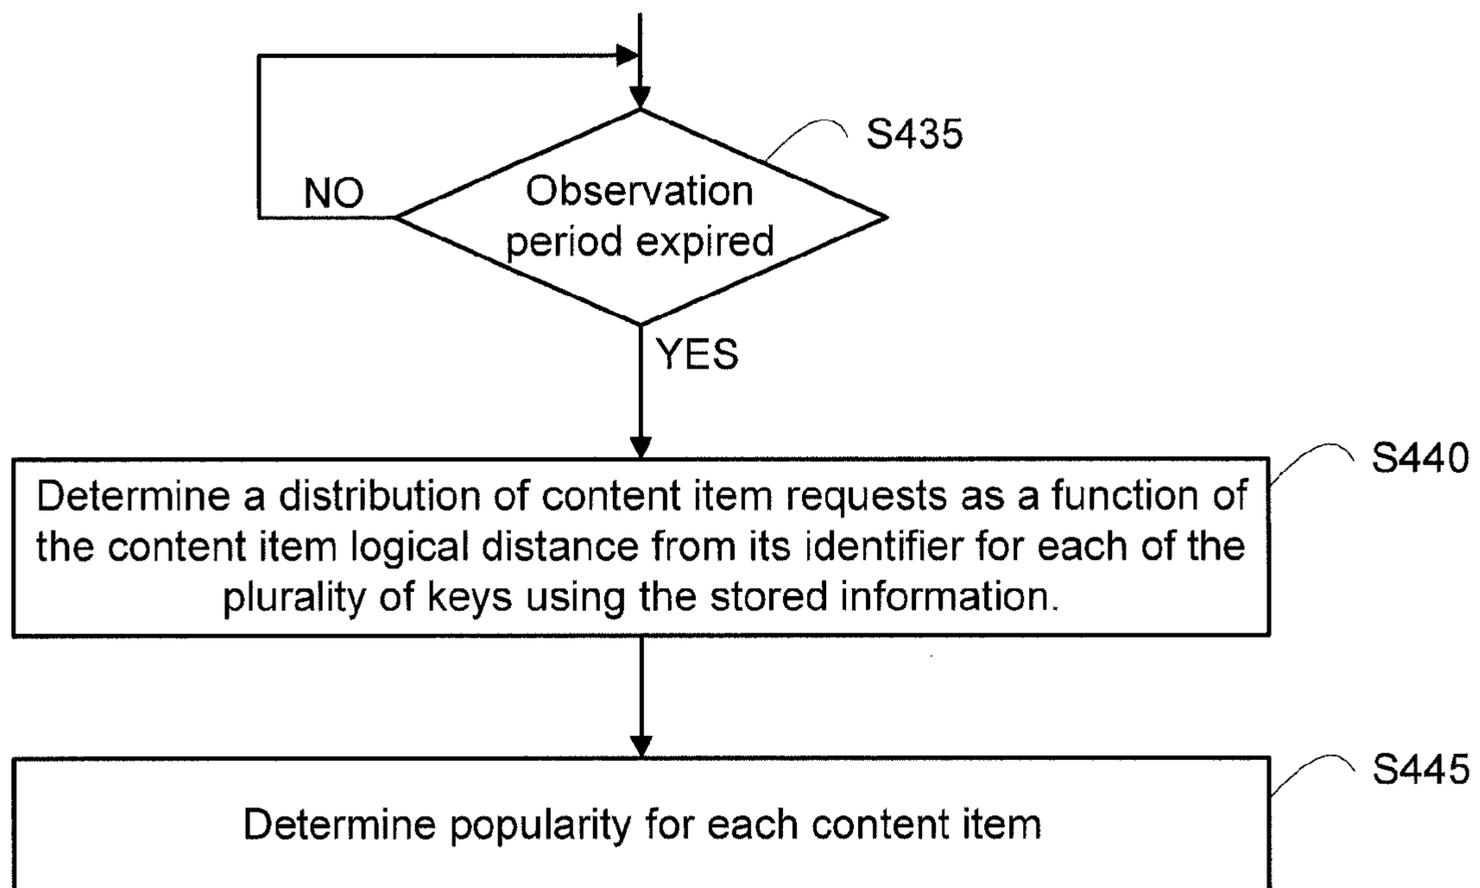 S435
Observation
period expired
NO
YES
S440
Determine a distribution of content item requests as a function of
the content item logical distance from its identifier for each of the
plurality of keys using the stored information.
S445
Determine popularity for each content item